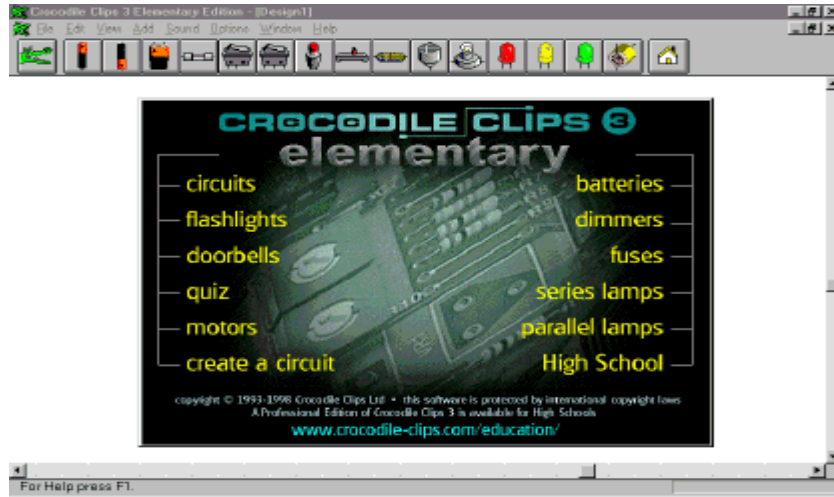 Crocodile Clips 3 Elementary Edition - [Design1]
File Edit View Add Sound Options Window Help
CROCODILE CLIPS 3
elementary
circuits
flashlights
doorbells
quiz
motors
create a circuit
batteries
dimmers
fuses
series lamps
parallel lamps
High School
copyright © 1993-1998 Crocodile Clips Ltd • this software is protected by international copyright laws
A Professional Edition of Crocodile Clips 3 is available for High Schools
www.crocodile-clips.com/education/
For Help press F1.